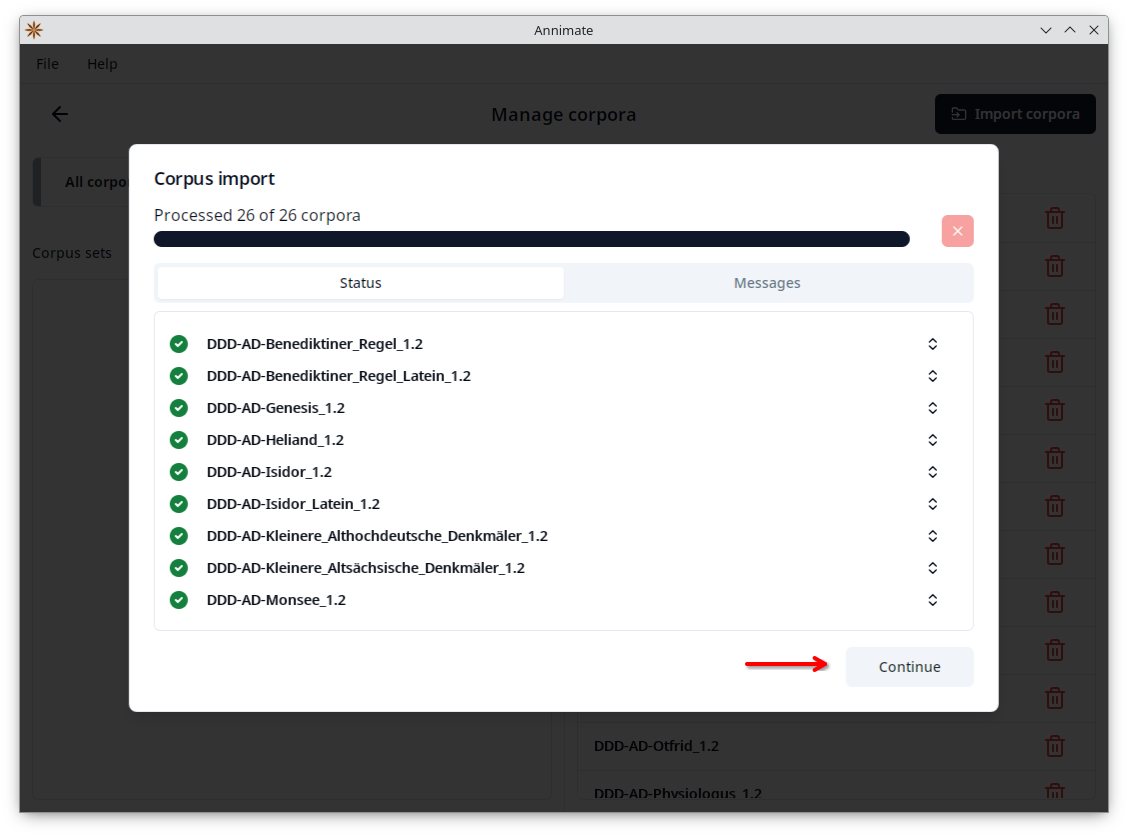 Annimate
File Help
Manage corpora
Import corpora
All corpo
Corpus import
Processed 26 of 26 corpora
Corpus sets
Status Messages
DDD-AD-Benediktiner_Regel_1.2
DDD-AD-Benediktiner_Regel_Latein_1.2
DDD-AD-Genesis_1.2
DDD-AD-Heliand_1.2
DDD-AD-Isidor_1.2
DDD-AD-Isidor_Latein_1.2
DDD-AD-Kleinere_Althochdeutsche_Denkmäler_1.2
DDD-AD-Kleinere_Altsächsische_Denkmäler_1.2
DDD-AD-Monsee_1.2
Continue
DDD-AD-Otfrid_1.2
DDD-AD-Physiologus_1.2